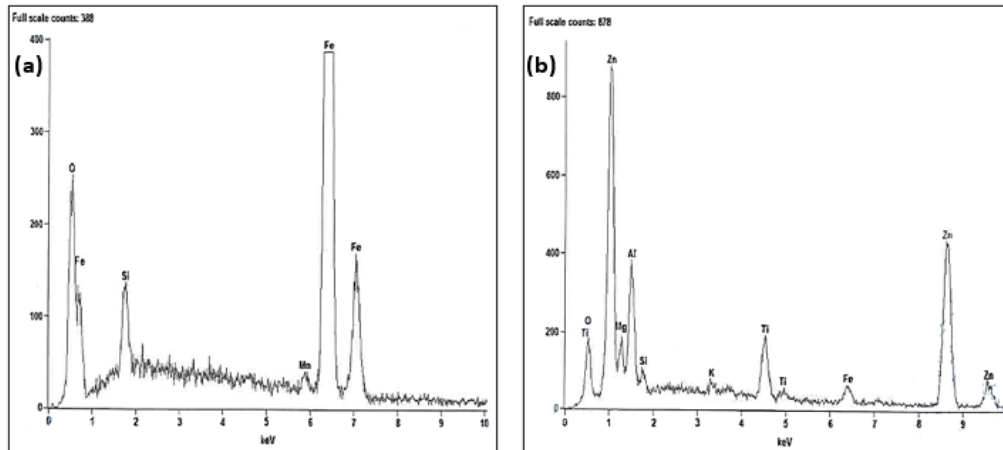 Full scale counts: 388
(a)
400
300
200
100
0
O
Fe
Si
Mn
Fe
Fe
0 1 2 3 4 5 6 7 8 9 10
keV
Full scale counts: 878
(b)
800
600
400
200
0
O
Ti
Zn
Mg
Al
Si
K
Ti
Ti
Fe
Zn
Zn
0 1 2 3 4 5 6 7 8 9
keV